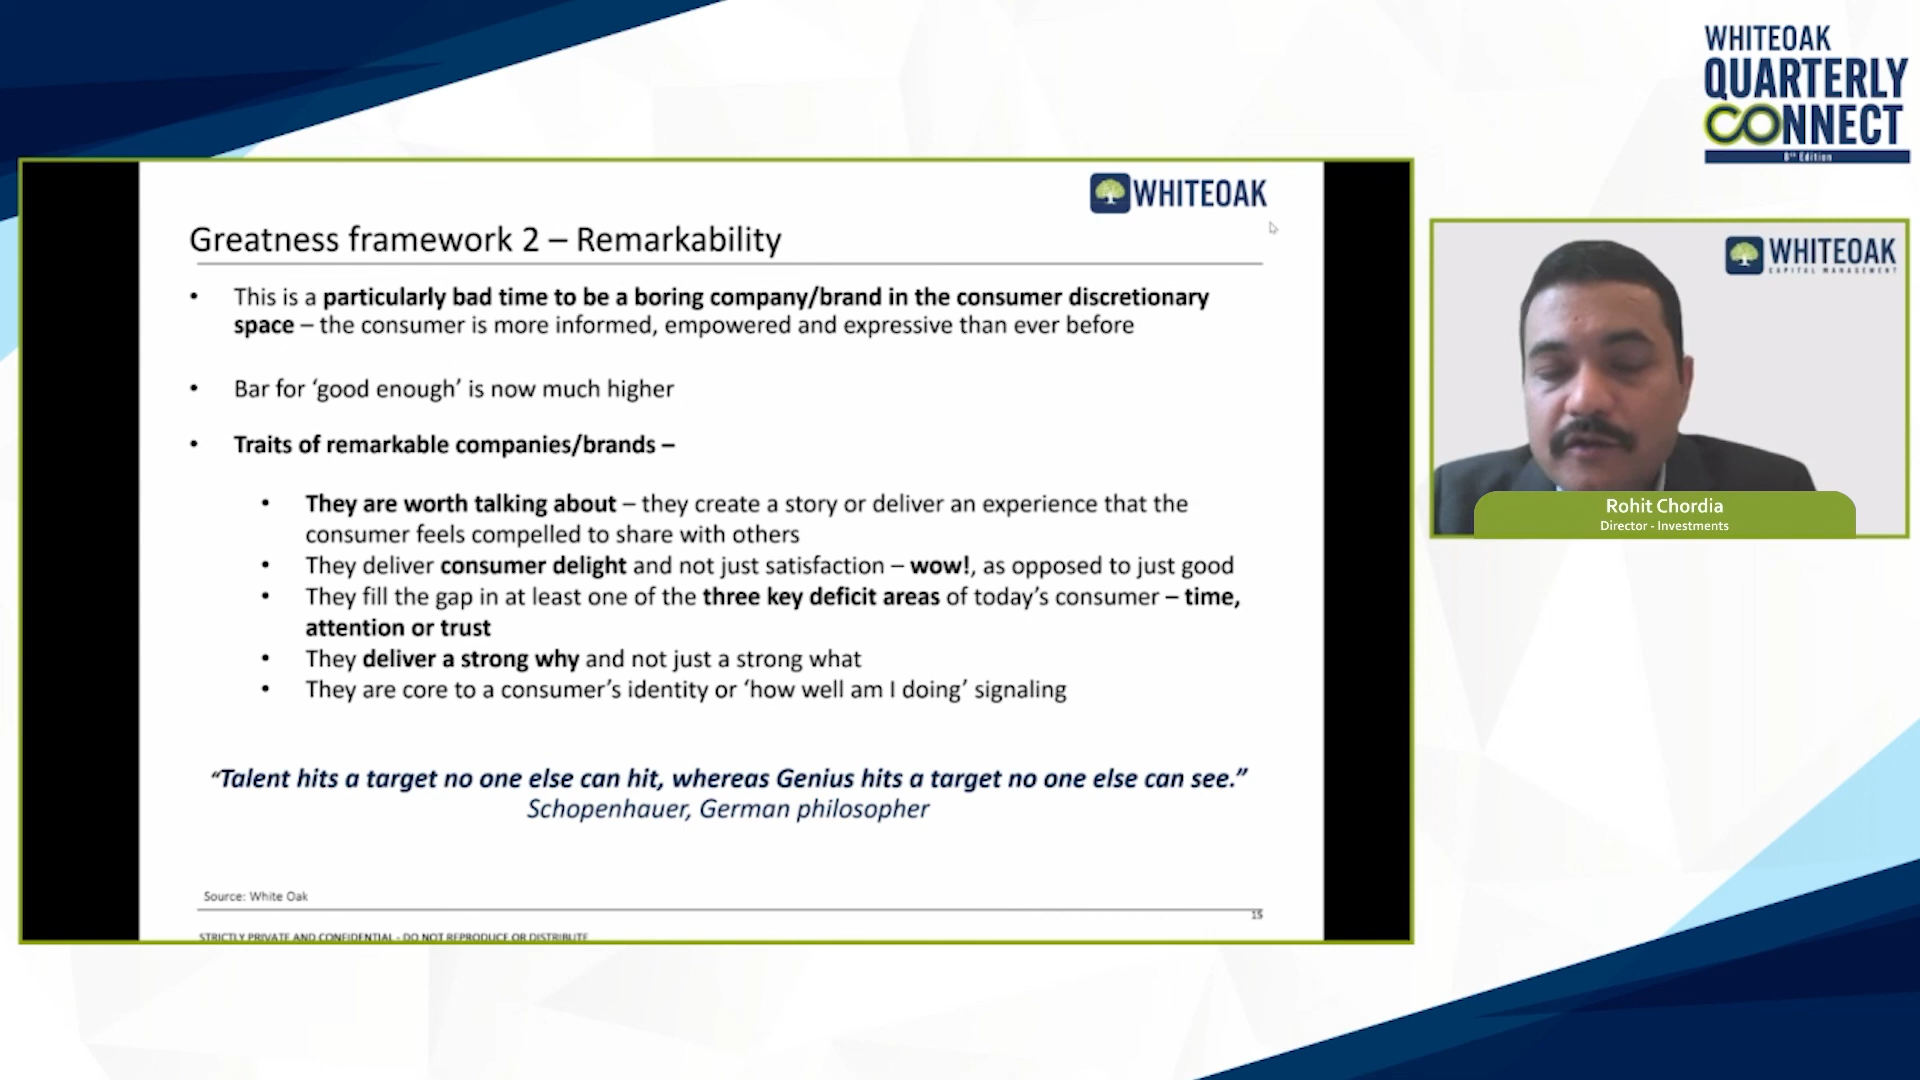 WHITEOAK
QUARTERLY
CONNECT
8th Edition
WHITEOAK
Greatness framework 2 – Remarkability
• This is a particularly bad time to be a boring company/brand in the consumer discretionary
space – the consumer is more informed, empowered and expressive than ever before
• Bar for ‘good enough’ is now much higher
• Traits of remarkable companies/brands –
• They are worth talking about – they create a story or deliver an experience that the
consumer feels compelled to share with others
• They deliver consumer delight and not just satisfaction – wow!, as opposed to just good
• They fill the gap in at least one of the three key deficit areas of today’s consumer – time,
attention or trust
• They deliver a strong why and not just a strong what
• They are core to a consumer’s identity or ‘how well am I doing’ signaling
“Talent hits a target no one else can hit, whereas Genius hits a target no one else can see.”
Schopenhauer, German philosopher
Source: White Oak
15
STRICTLY PRIVATE AND CONFIDENTIAL - DO NOT REPRODUCE OR DISTRIBUTE
WHITEOAK
CAPITAL MANAGEMENT
Rohit Chordia
Director - Investments